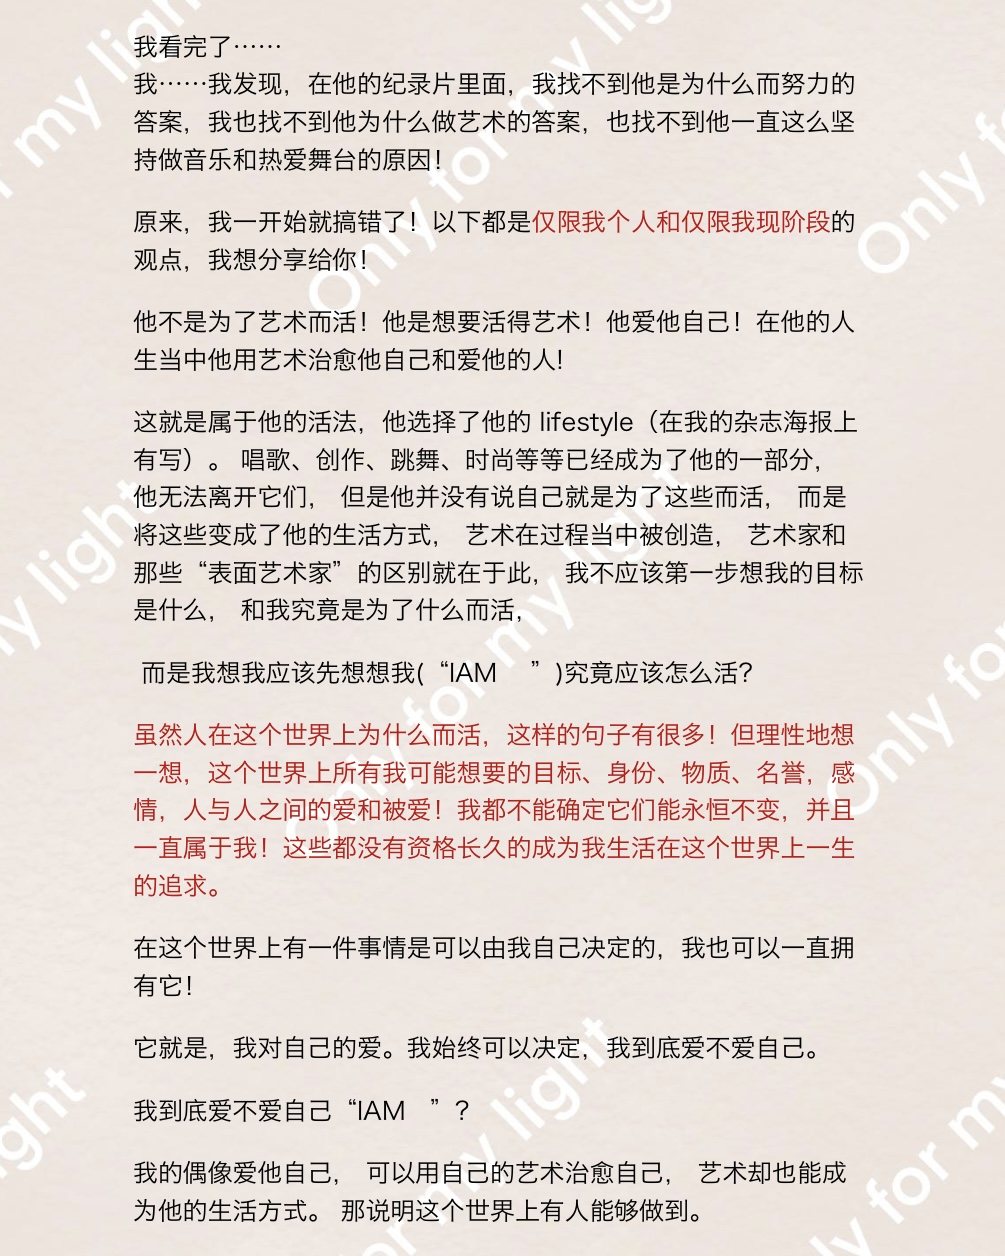 我看完了······
我······我发现，在他的纪录片里面，我找不到他是为什么而努力的
答案，我也找不到他为什么做艺术的答案，也找不到他一直这么坚
持做音乐和热爱舞台的原因！
原来，我一开始就搞错了！以下都是仅限我个人和仅限我现阶段的
观点，我想分享给你！
他不是为了艺术而活！他是想要活得艺术！他爱他自己！在他的人
生当中他用艺术治愈他自己和爱他的人!
这就是属于他的活法，他选择了他的 lifestyle（在我的杂志海报上
有写）。 唱歌、创作、跳舞、时尚等等已经成为了他的一部分，
他无法离开它们， 但是他并没有说自己就是为了这些而活， 而是
将这些变成了他的生活方式， 艺术在过程当中被创造， 艺术家和
那些“表面艺术家”的区别就在于此， 我不应该第一步想我的目标
是什么， 和我究竟是为了什么而活，
而是我想我应该先想想我(“IAM ”)究竟应该怎么活？
虽然人在这个世界上为什么而活，这样的句子有很多！但理性地想
一想，这个世界上所有我可能想要的目标、身份、物质、名誉，感
情，人与人之间的爱和被爱！我都不能确定它们能永恒不变，并且
一直属于我！这些都没有资格长久的成为我生活在这个世界上一生
的追求。
在这个世界上有一件事情是可以由我自己决定的，我也可以一直拥
有它！
它就是，我对自己的爱。我始终可以决定，我到底爱不爱自己。
我到底爱不爱自己“IAM ”？
我的偶像爱他自己， 可以用自己的艺术治愈自己， 艺术却也能成
为他的生活方式。 那说明这个世界上有人能够做到。
Only for my light